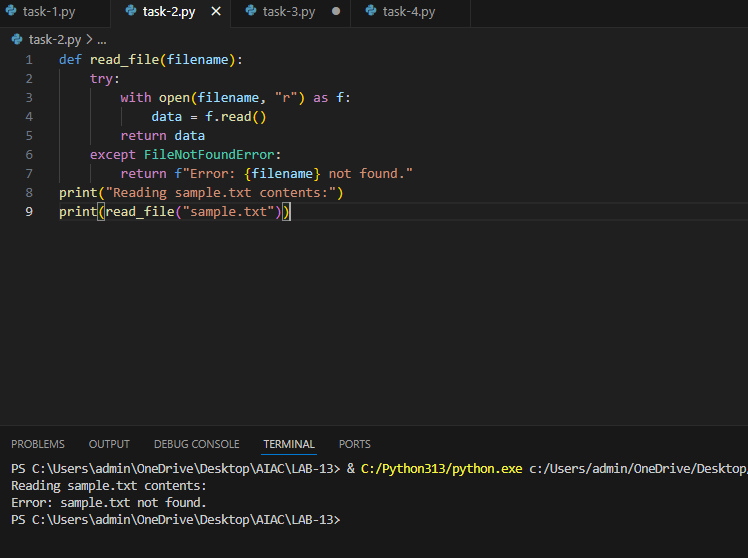 task-1.py task-2.py task-3.py task-4.py
task-2.py > ...
1 def read_file(filename):
2     try:
3         with open(filename, "r") as f:
4             data = f.read()
5         return data
6     except FileNotFoundError:
7         return f"Error: {filename} not found."
8 print("Reading sample.txt contents:")
9 print(read_file("sample.txt"))
PROBLEMS OUTPUT DEBUG CONSOLE TERMINAL PORTS
PS C:\Users\admin\OneDrive\Desktop\AIAC\LAB-13> & C:/Python313/python.exe c:/Users/admin/OneDrive/Desktop/
Reading sample.txt contents:
Error: sample.txt not found.
PS C:\Users\admin\OneDrive\Desktop\AIAC\LAB-13>